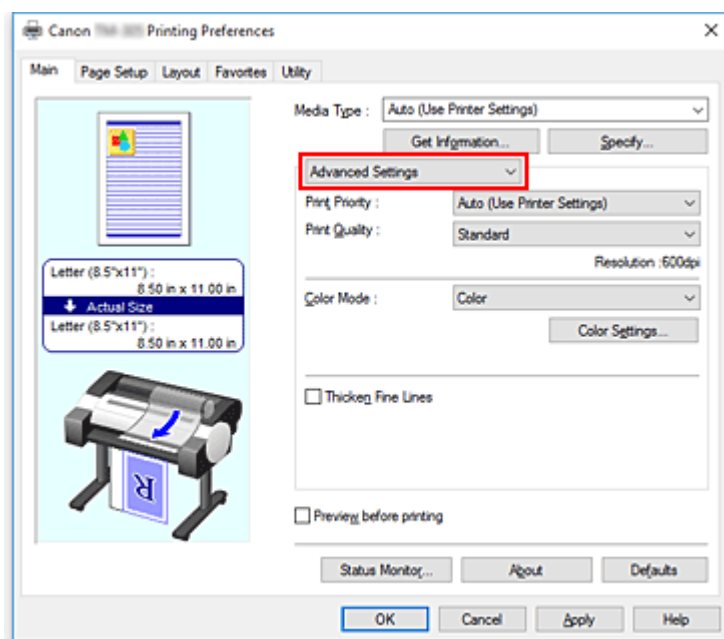 Canon Printing Preferences
Main Page Setup Layout Favorites Utility
Media Type : Auto (Use Printer Settings)
Get Information... Specify...
Advanced Settings
Print Priority : Auto (Use Printer Settings)
Print Quality : Standard
Resolution :600dpi
Letter (8.5"x11") :
8.50 in x 11.00 in
Actual Size
Letter (8.5"x11") :
8.50 in x 11.00 in
Color Mode : Color
Color Settings...
Thicken Fine Lines
R
Preview before printing
Status Monitor... About Defaults
OK Cancel Apply Help